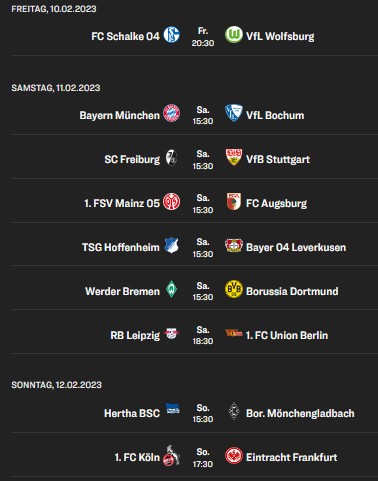 FREITAG, 10.02.2023
FC Schalke 04 Fr. 20:30 VfL Wolfsburg
SAMSTAG, 11.02.2023
Bayern München Sa. 15:30 VfL Bochum
SC Freiburg Sa. 15:30 VfB Stuttgart
1. FSV Mainz 05 Sa. 15:30 FC Augsburg
TSG Hoffenheim Sa. 15:30 Bayer 04 Leverkusen
Werder Bremen Sa. 15:30 Borussia Dortmund
RB Leipzig Sa. 18:30 1. FC Union Berlin
SONNTAG, 12.02.2023
Hertha BSC So. 15:30 Bor. Mönchengladbach
1. FC Köln So. 17:30 Eintracht Frankfurt